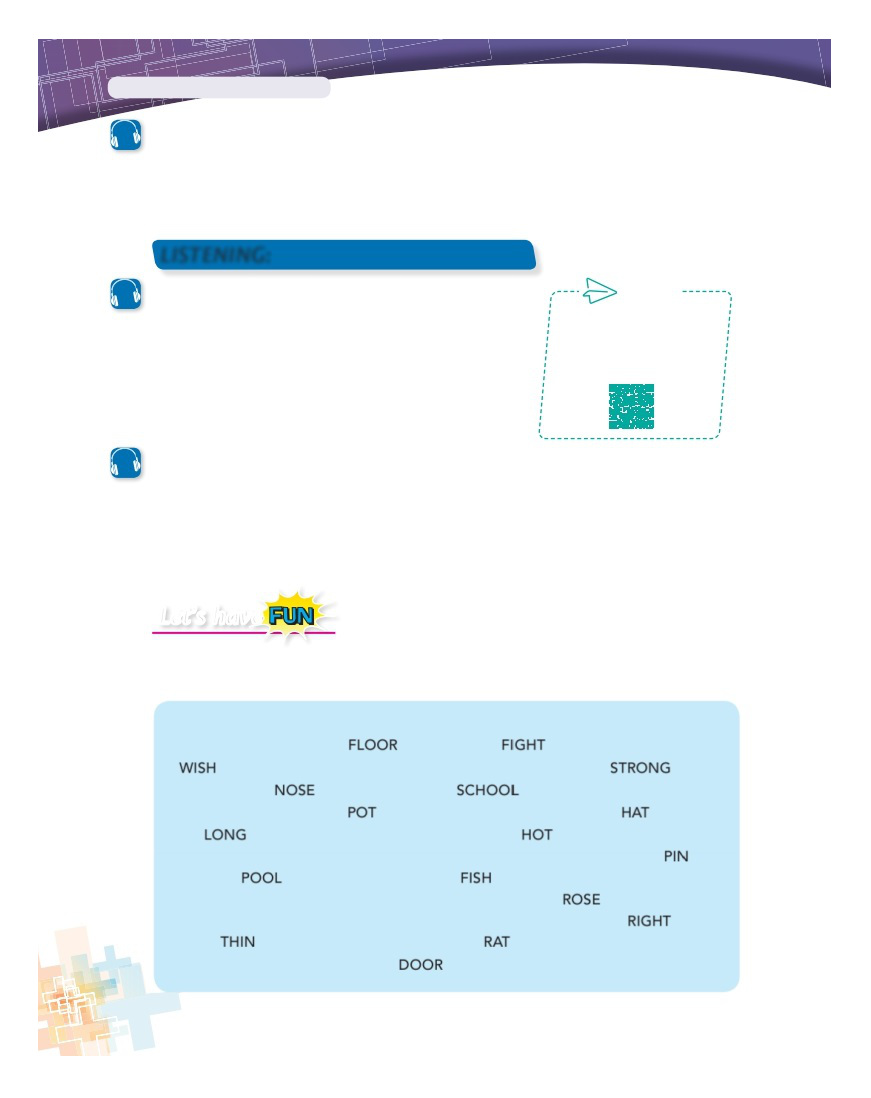 LISTENING:
Let's have FUN
FLOOR FIGHT
WISH STRONG
NOSE SCHOOL
POT HAT
LONG HOT
PIN
POOL FISH
ROSE
RIGHT
THIN RAT
DOOR